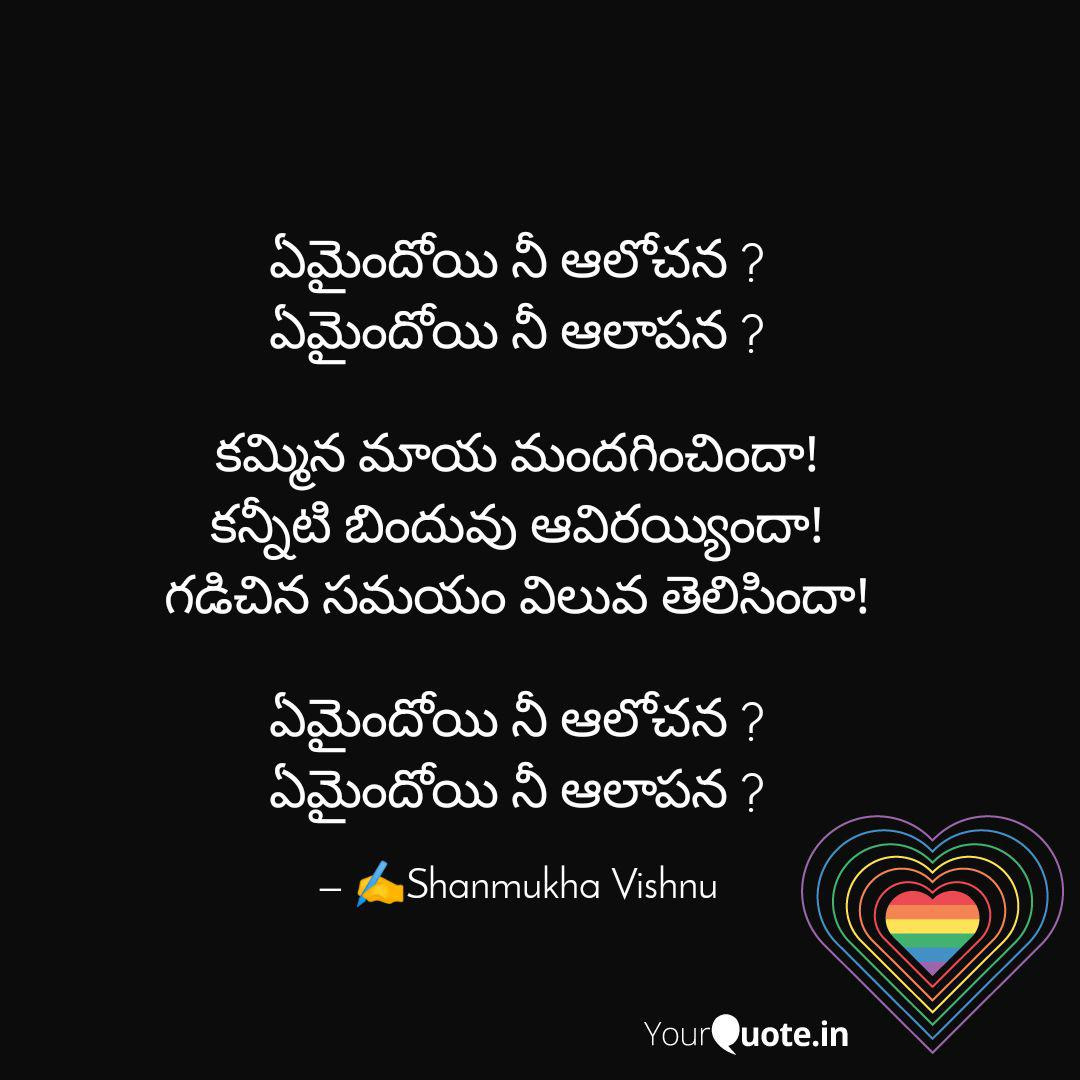 ఏమైందోయి నీ ఆలోచన ?
ఏమైందోయి నీ ఆలాపన ?
కమ్మిన మాయ మందగించిందా!
కన్నీటి బిందువు ఆవిరయ్యిందా!
గడిచిన సమయం విలువ తెలిసిందా!
ఏమైందోయి నీ ఆలోచన ?
ఏమైందోయి నీ ఆలాపన ?
– ✍️Shanmukha Vishnu
YourQuote.in